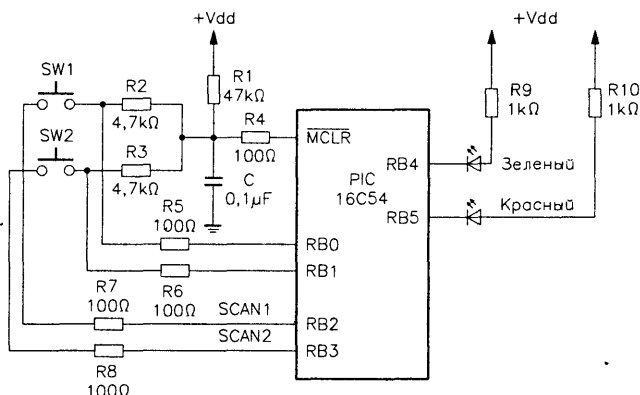 +Vdd
+Vdd
+Vdd
SW1
R2
4,7kΩ
R1
47kΩ
R9
1kΩ
R10
1kΩ
SW2
R3
4,7kΩ
R4
100Ω
MCLR
RB4
Зеленый
C
0,1μF
PIC
16C54
RB5
Красный
R5
100Ω
RB0
R6
100Ω
RB1
R7
100Ω
SCAN1
RB2
SCAN2
RB3
R8
100Ω